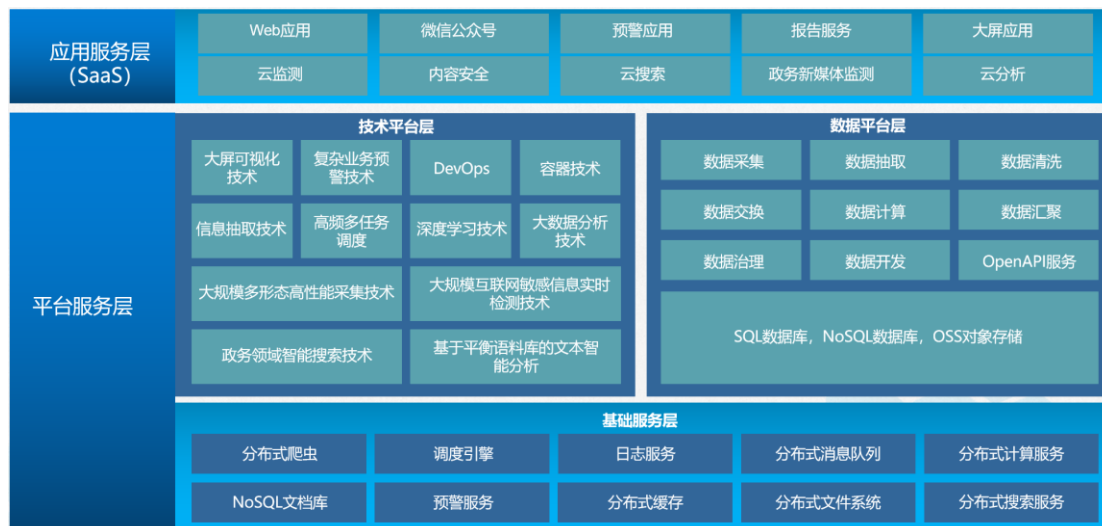 应用服务层
（SaaS）
Web应用
微信公众号
预警应用
报告服务
大屏应用
云监测
内容安全
云搜索
政务新媒体监测
云分析
平台服务层
技术平台层
大屏可视化
技术
复杂业务预
警技术
DevOps
容器技术
信息抽取技术
高频多任务
调度
深度学习技术
大数据分析
技术
大规模多形态高性能采集技术
大规模互联网敏感信息实时
检测技术
政务领域智能搜索技术
基于平衡语料库的文本智
能分析
数据平台层
数据采集
数据抽取
数据清洗
数据交换
数据计算
数据汇聚
数据治理
数据开发
OpenAPI服务
SQL数据库，NoSQL数据库，OSS对象存储
基础服务层
分布式爬虫
调度引擎
日志服务
分布式消息队列
分布式计算服务
NoSQL文档库
预警服务
分布式缓存
分布式文件系统
分布式搜索服务